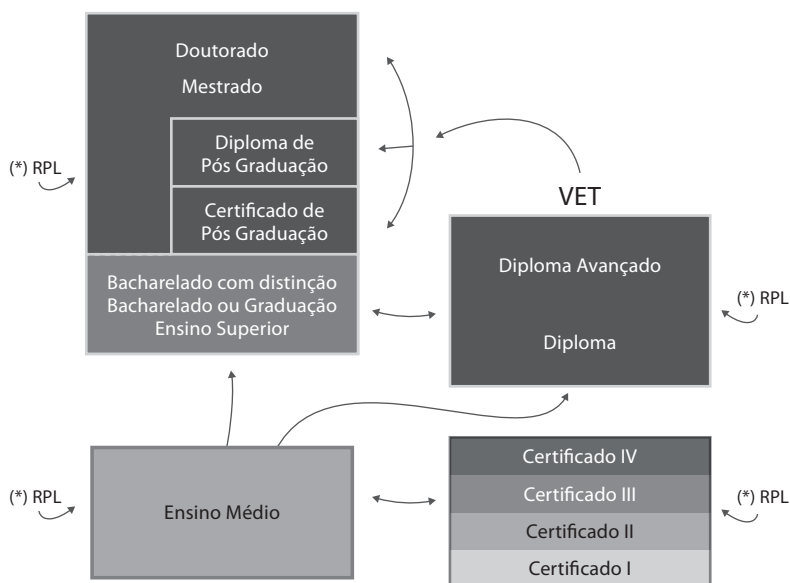 Doutorado
Mestrado
Diploma de
Pós Graduação
(*) RPL
Certificado de
Pós Graduação
VET
Bacharelado com distinção
Bacharelado ou Graduação
Ensino Superior
Diploma Avançado
(*) RPL
Diploma
Certificado IV
(*) RPL
Ensino Médio
Certificado III
(*) RPL
Certificado II
Certificado I